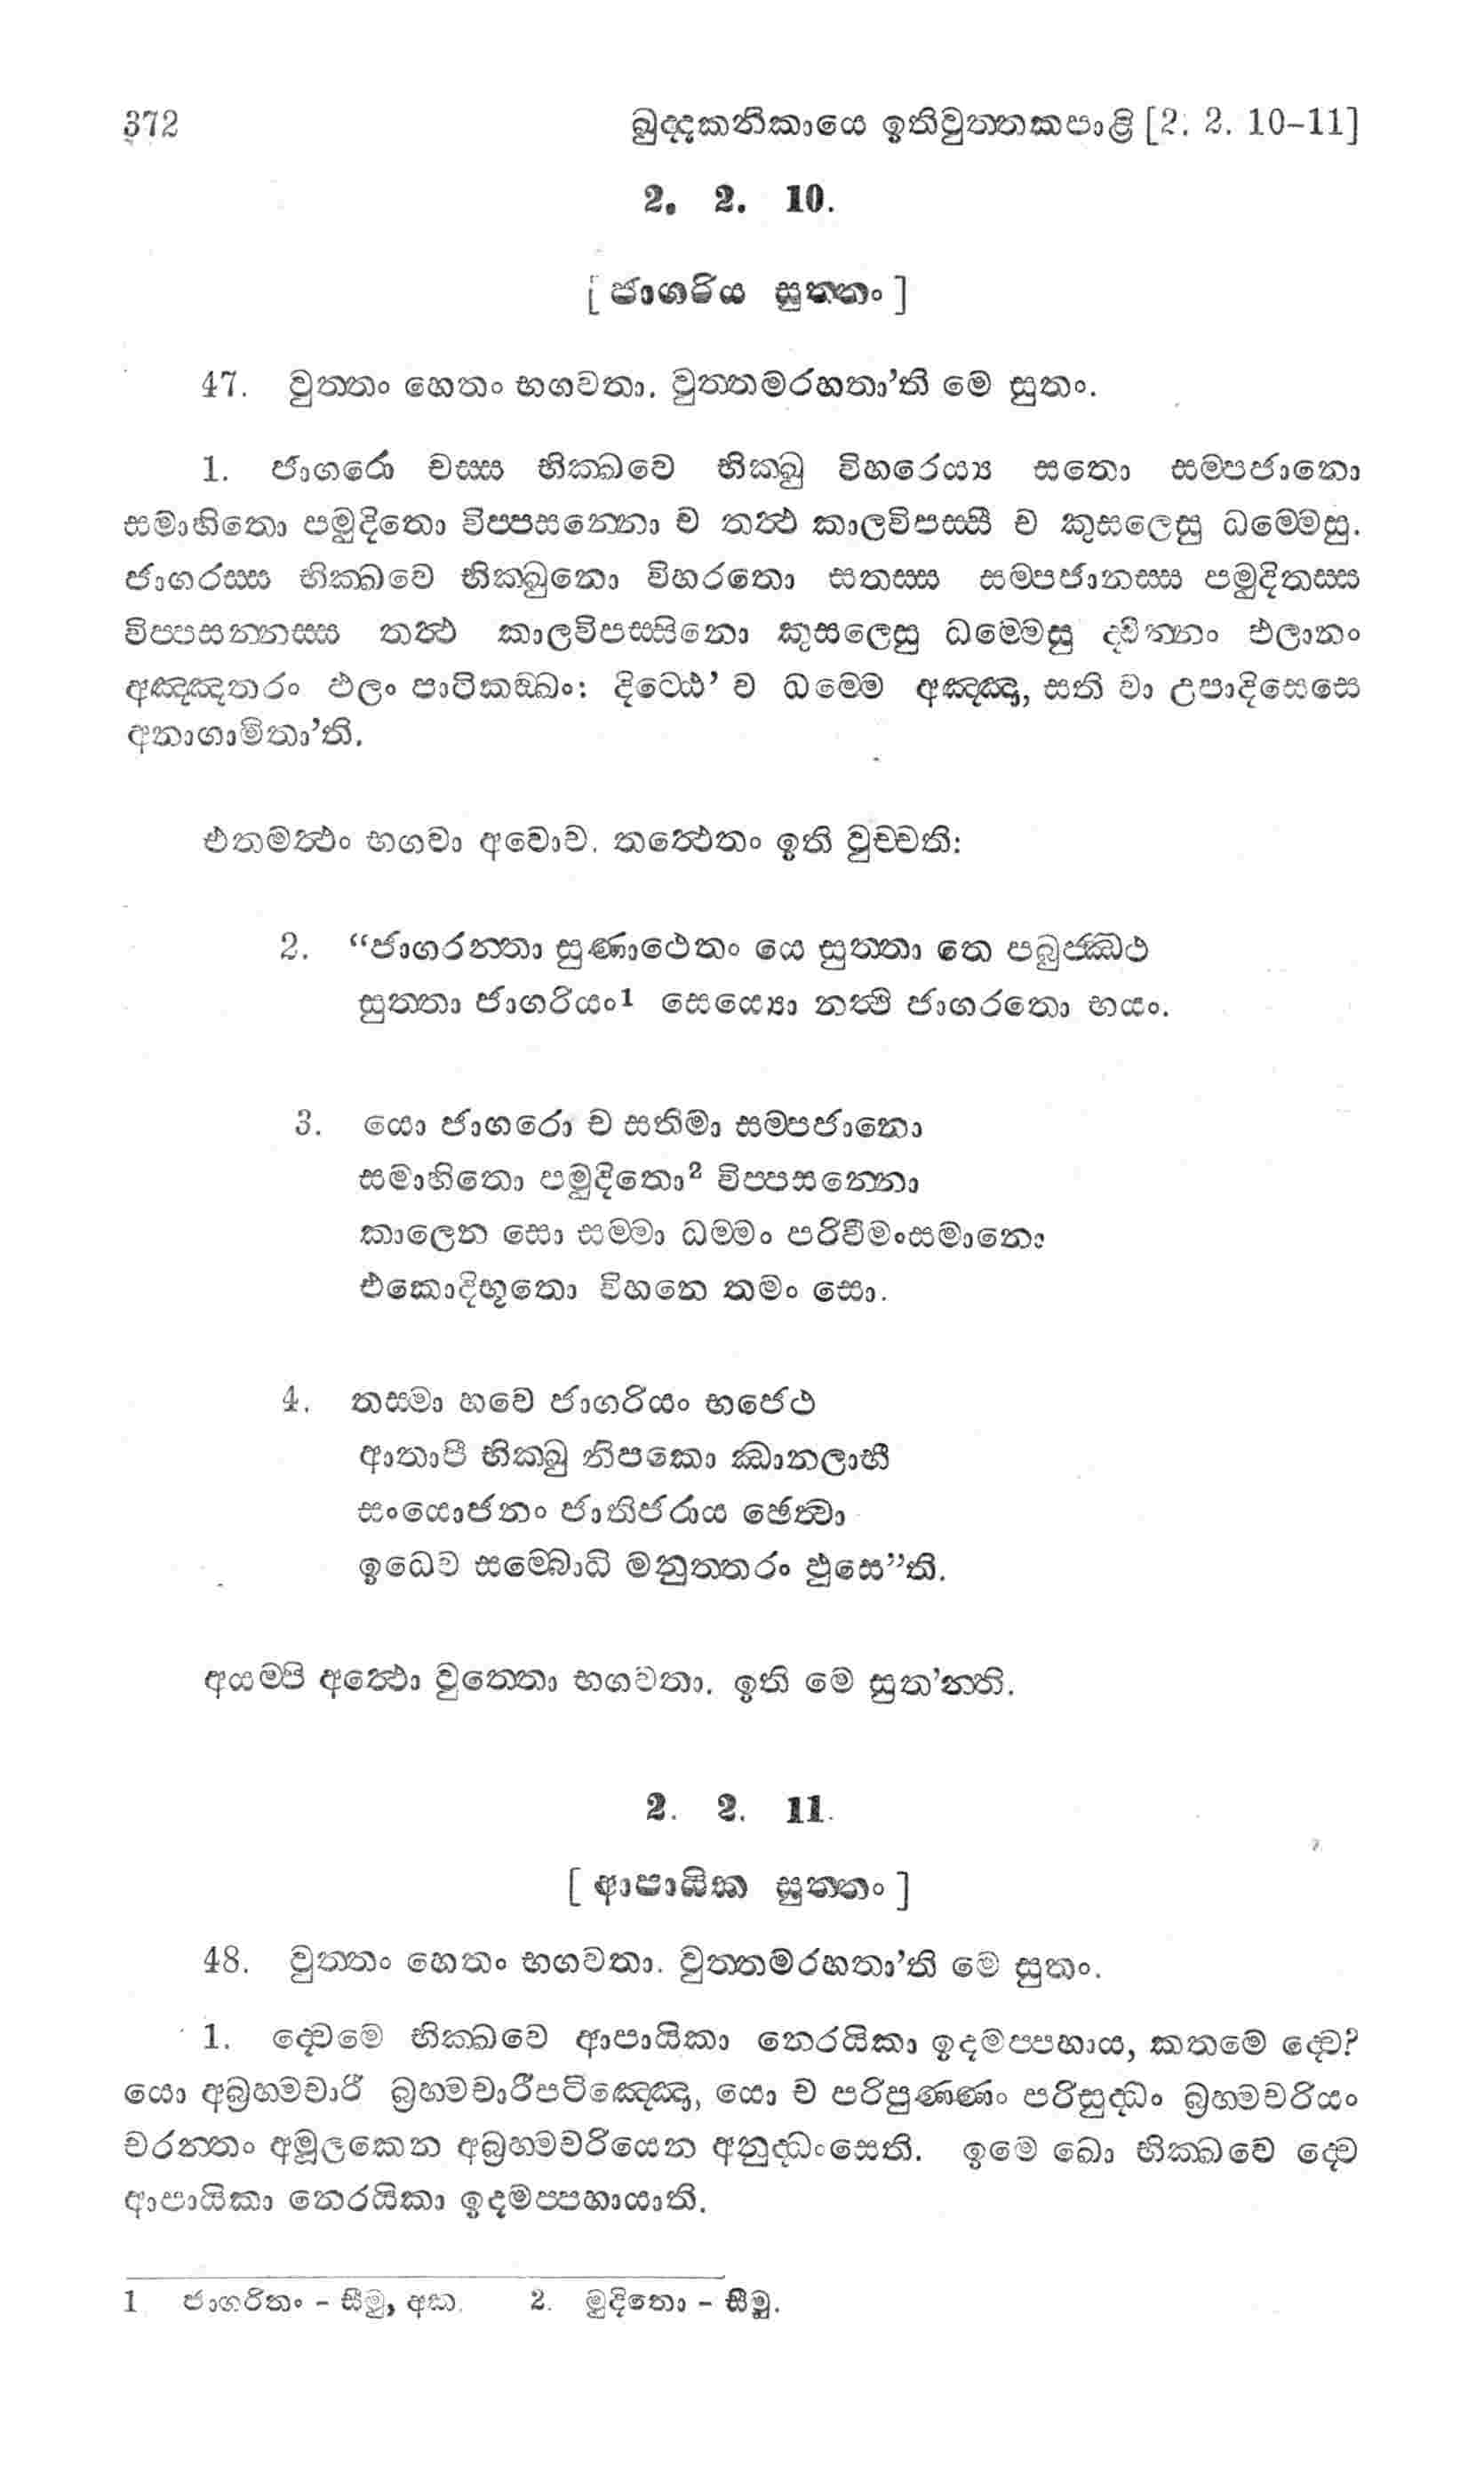 372 ඛුද්දකනිකායෙ ඉතිවුත්තකපාළි [2. 2. 10-11]
2. 2. 10.
[ ජාගරිය සුත්තං ]
47. වුත්තං හෙතං භගවතා. වුත්තමරහතා’ති මෙ සුතං.
1. ජාගරො චස්ස භික්ඛවෙ භික්ඛු විහරෙය්‍ය සතො සම්පජානො
සමාහිතො පමුදිතො විප්පසන්නො ච තත්‍ථ කාලවිපස්සී ච කුසලෙසු ධම්මෙසු.
ජාගරස්ස භික්ඛවෙ භික්ඛුනො විහරතො සතස්ස සම්පජානස්ස පමුදිතස්ස
විප්පසන්නස්ස තත්‍ථ කාලවිපස්සිනො කුසලෙසු ධම්මෙසු ද්වින්නං ඵලානං
අඤ්ඤතරං ඵලං පාටිකඞ්ඛං: දිට්ඨෙ’ ව ධම්මෙ අඤ්ඤා, සති වා උපාදිසෙසෙ
අනාගාමිතා’ති.
එතමත්‍ථං භගවා අවොච. තත්‍ථෙතං ඉති වුච්චති:
2. “ජාගරන්තා සුණාථෙතං යෙ සුත්තා තෙ පබුජ්ඣථ
සුත්තා ජාගරියං1 සෙය්‍යො නත්‍ථි ජාගරතො භයං.
3. යො ජාගරො ච සතිමා සම්පජානො
සමාහිතො පමුදිතො2 විප්පසන්නො
කාලෙන සො සම්මා ධම්මං පරිවීමංසමානො
එකොදිභූතො විහනෙ තමං සො.
4. තස්මා හවෙ ජාගරියං භජෙථ
ආතාපී භික්ඛු නිපකො ඣානලාභී
සංයොජනං ජාතිජරාය ඡෙත්‍වා
ඉධෙව සම්බොධි මනුත්තරං ඵුසෙ”ති.
අයම්පි අත්‍ථො වුත්තො භගවතා. ඉති මෙ සුත’න්ති.
2. 2. 11.
[ ආපායික සුත්තං ]
48. වුත්තං හෙතං භගවතා. වුත්තමරහතා’ති මෙ සුතං.
1. ද්වෙමෙ භික්ඛවෙ ආපායිකා නෙරයිකා ඉදමප්පහාය, කතමෙ ද්වෙ?
යො අබ්‍රහ්මචාරී බ්‍රහ්මචාරීපටිඤ්ඤො, යො ච පරිපුණ්ණං පරිසුද්ධං බ්‍රහ්මචරියං
චරන්තං අමූලකෙන අබ්‍රහ්මචරියෙන අනුද්ධංසෙති. ඉමෙ ඛො භික්ඛවෙ ද්වෙ
ආපායිකා නෙරයිකා ඉදමප්පහායාති.
1 ජාගරිතං - සීමු, අක. 2. මුදිතො - සීමු.